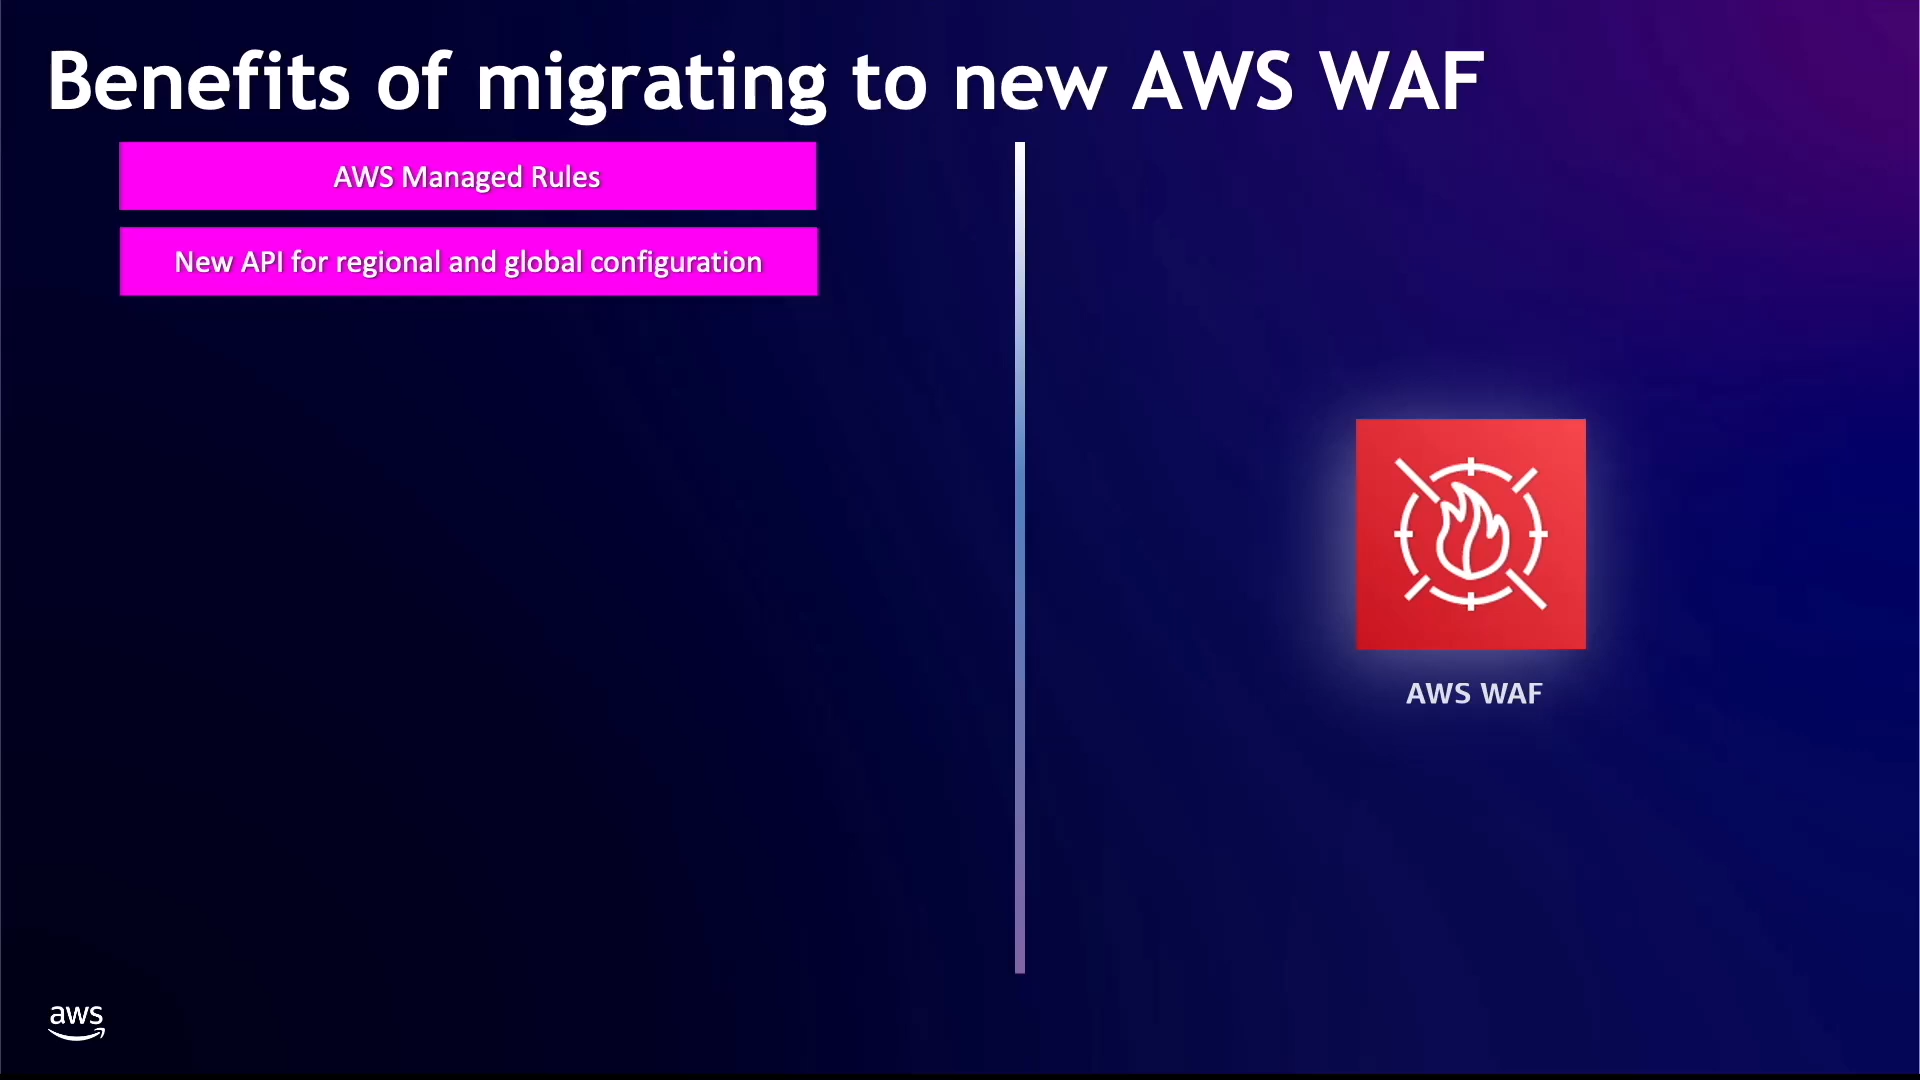 Benefits of migrating to new AWS WAF
AWS Managed Rules
New API for regional and global configuration
AWS WAF
aws